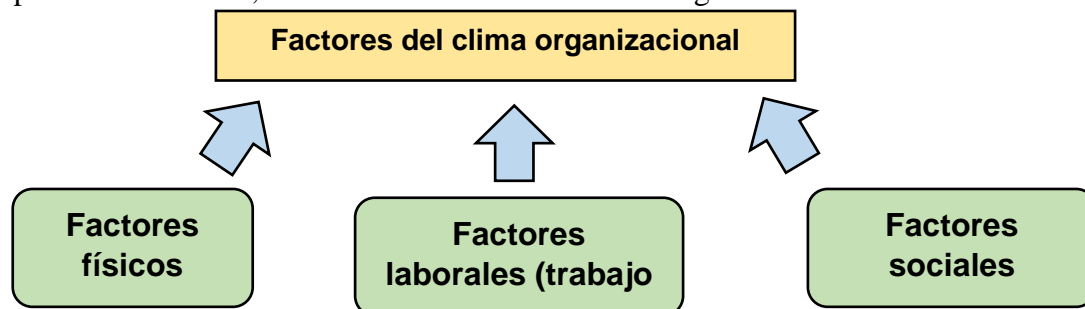 Factores del clima organizacional
Factores
físicos
Factores
laborales (trabajo
Factores
sociales